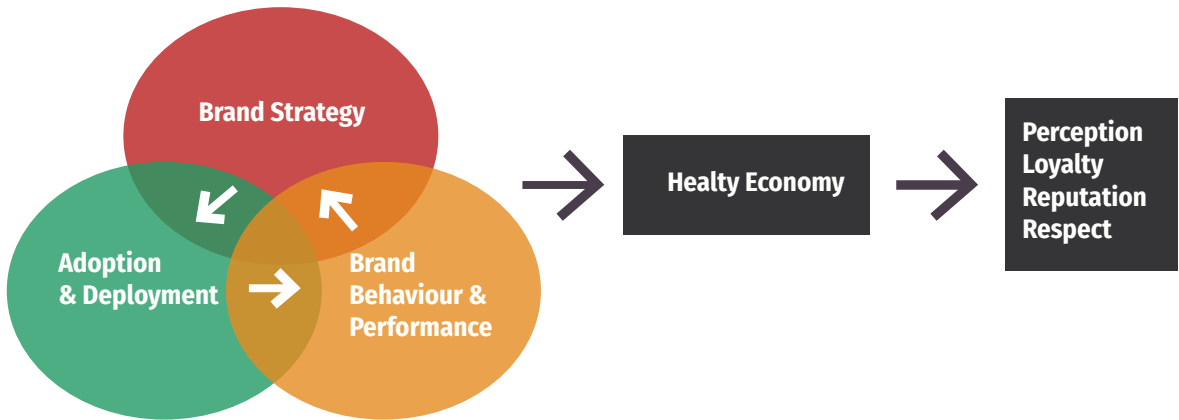 Brand Strategy
Adoption
& Deployment
Brand
Behaviour &
Performance
Healty Economy
Perception
Loyalty
Reputation
Respect